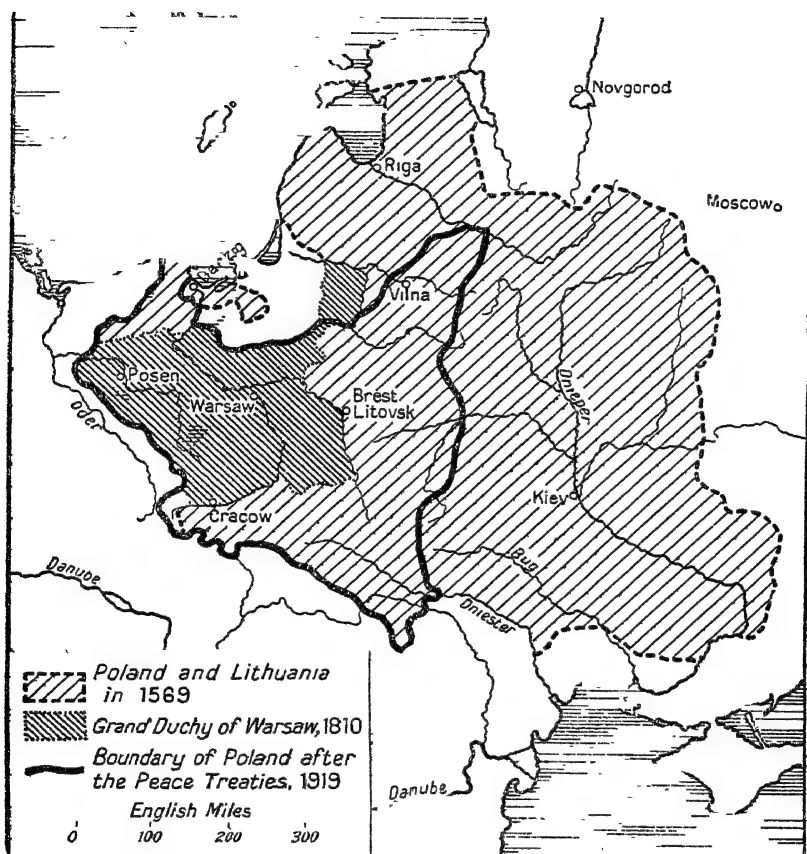 Novgorod
Riga
Moscow
Danzig
Vilna
Posen
Warsaw
Brest
Litovsk
Dnieper
Oder
Kiev
Cracow
Bug
Danube
Dniester
Poland and Lithuania
in 1569
Grand Duchy of Warsaw, 1810
Boundary of Poland after
the Peace Treaties, 1919
English Miles
0 100 200 300
Danube